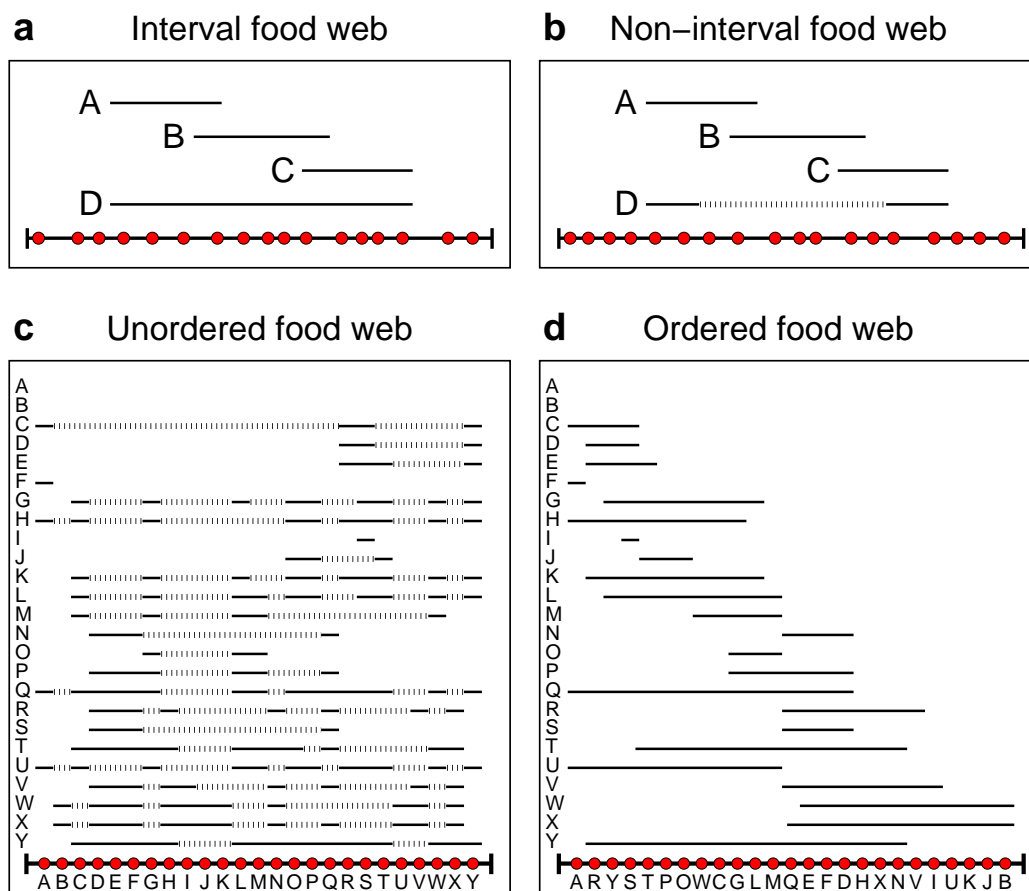 a Interval food web
A
B
C
D
b Non−interval food web
A
B
C
D
c Unordered food web
A
B
C
D
E
F
G
H
I
J
K
L
M
N
O
P
Q
R
S
T
U
V
W
X
Y
A B C D E F G H I J K L M N O P Q R S T U V W X Y
d Ordered food web
A
B
C
D
E
F
G
H
I
J
K
L
M
N
O
P
Q
R
S
T
U
V
W
X
Y
A R Y S T P O W C G L M Q E F D H X N V I U K J B